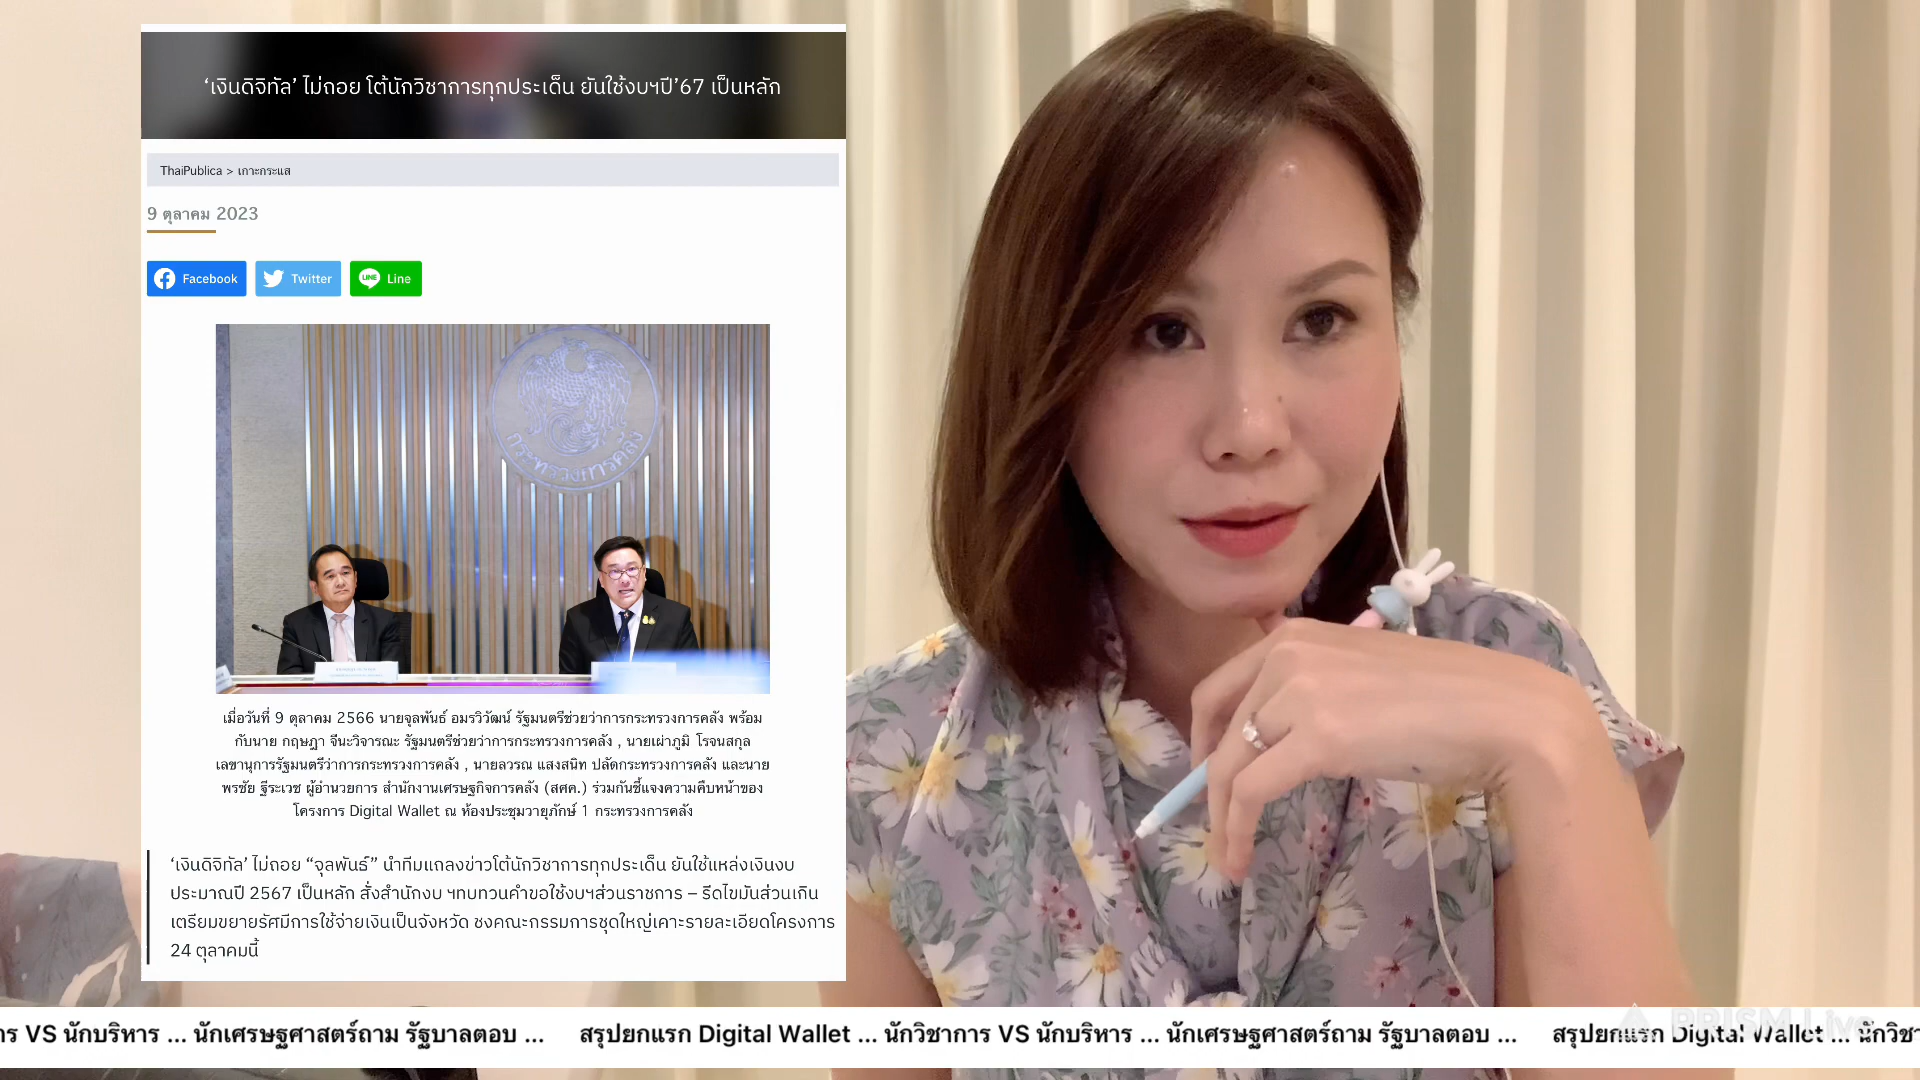 ‘เงินดิจิทัล’ ไม่ถอย โต้นักวิชาการทุกประเด็น ยันใช้งบฯปี’67 เป็นหลัก
ThaiPublica > เกาะกระแส
9 ตุลาคม 2023
Facebook
Twitter
LINE
Line
กระทรวงการคลัง
เมื่อวันที่ 9 ตุลาคม 2566 นายจุลพันธ์ อมรวิวัฒน์ รัฐมนตรีช่วยว่าการกระทรวงการคลัง พร้อม
กับนาย กฤษฎา จีนะวิจารณะ รัฐมนตรีช่วยว่าการกระทรวงการคลัง , นายเผ่าภูมิ โรจนสกุล
เลขานุการรัฐมนตรีว่าการกระทรวงการคลัง , นายลวรณ แสงสนิท ปลัดกระทรวงการคลัง และนาย
พรชัย ฐีระเวช ผู้อำนวยการ สำนักงานเศรษฐกิจการคลัง (สศค.) ร่วมกันชี้แจงความคืบหน้าของ
โครงการ Digital Wallet ณ ห้องประชุมวายุภักษ์ 1 กระทรวงการคลัง
‘เงินดิจิทัล’ ไม่ถอย “จุลพันธ์” นำทีมแถลงข่าวโต้นักวิชาการทุกประเด็น ยันใช้แหล่งเงินงบ
ประมาณปี 2567 เป็นหลัก สั่งสำนักงบ ฯทบทวนคำขอใช้งบฯส่วนราชการ – รีดไขมันส่วนเกิน
เตรียมขยายรัศมีการใช้จ่ายเงินเป็นจังหวัด ชงคณะกรรมการชุดใหญ่เคาะรายละเอียดโครงการ
24 ตุลาคมนี้
าร VS นักบริหาร ... นักเศรษฐศาสตร์ถาม รัฐบาลตอบ ... สรุปยกแรก Digital Wallet ... นักวิชาการ VS นักบริหาร ... นักเศรษฐศาสตร์ถาม รัฐบาลตอบ ... สรุปยกแรก Digital Wallet ... นักวิชา
PRISM Live